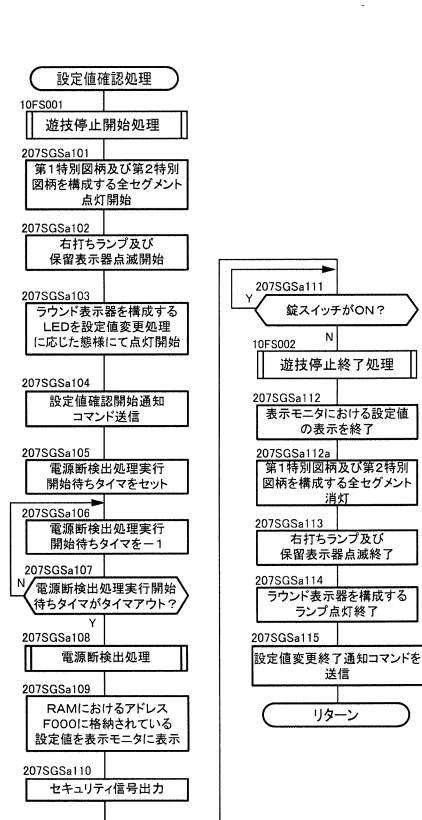 設定値確認処理
10FS001
遊技停止開始処理
207SGSa101
第1特別図柄及び第2特別
図柄を構成する全セグメント
点灯開始
207SGSa102
右打ちランプ及び
保留表示器点滅開始
207SGSa103
ラウンド表示器を構成する
LEDを設定値変更処理
に応じた態様にて点灯開始
207SGSa104
設定値確認開始通知
コマンド送信
207SGSa105
電源断検出処理実行
開始待ちタイマをセット
207SGSa106
電源断検出処理実行
開始待ちタイマを－1
207SGSa107
N
電源断検出処理実行開始
待ちタイマがタイマアウト？
Y
207SGSa108
電源断検出処理
207SGSa109
RAMにおけるアドレス
F000に格納されている
設定値を表示モニタに表示
207SGSa110
セキュリティ信号出力
207SGSa111
Y
錠スイッチがON？
N
10FS002
遊技停止終了処理
207SGSa112
表示モニタにおける設定値
の表示を終了
207SGSa112a
第1特別図柄及び第2特別
図柄を構成する全セグメント
消灯
207SGSa113
右打ちランプ及び
保留表示器点滅終了
207SGSa114
ラウンド表示器を構成する
ランプ点灯終了
207SGSa115
設定値変更終了通知コマンドを
送信
リターン